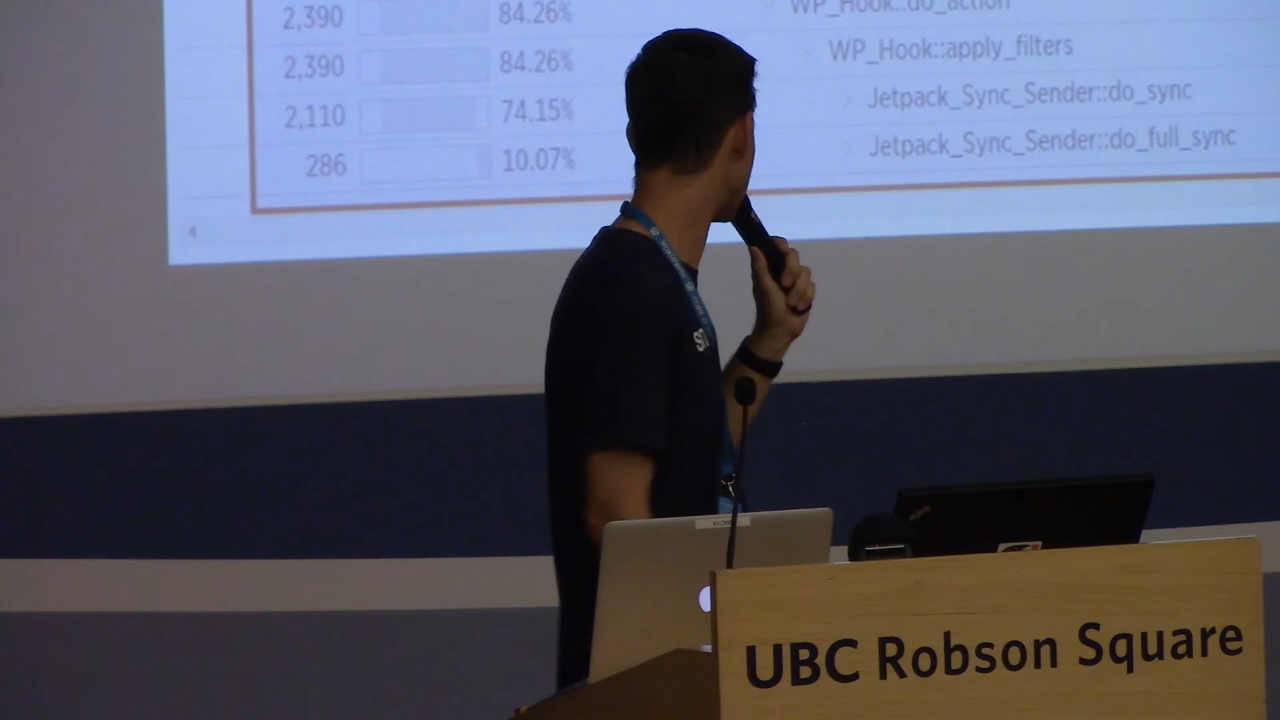 2,390 84.26% WP_Hook::do_action
2,390 84.26% WP_Hook::apply_filters
2,110 74.15% Jetpack_Sync_Sender::do_sync
286 10.07% Jetpack_Sync_Sender::do_full_sync
UBC Robson Square